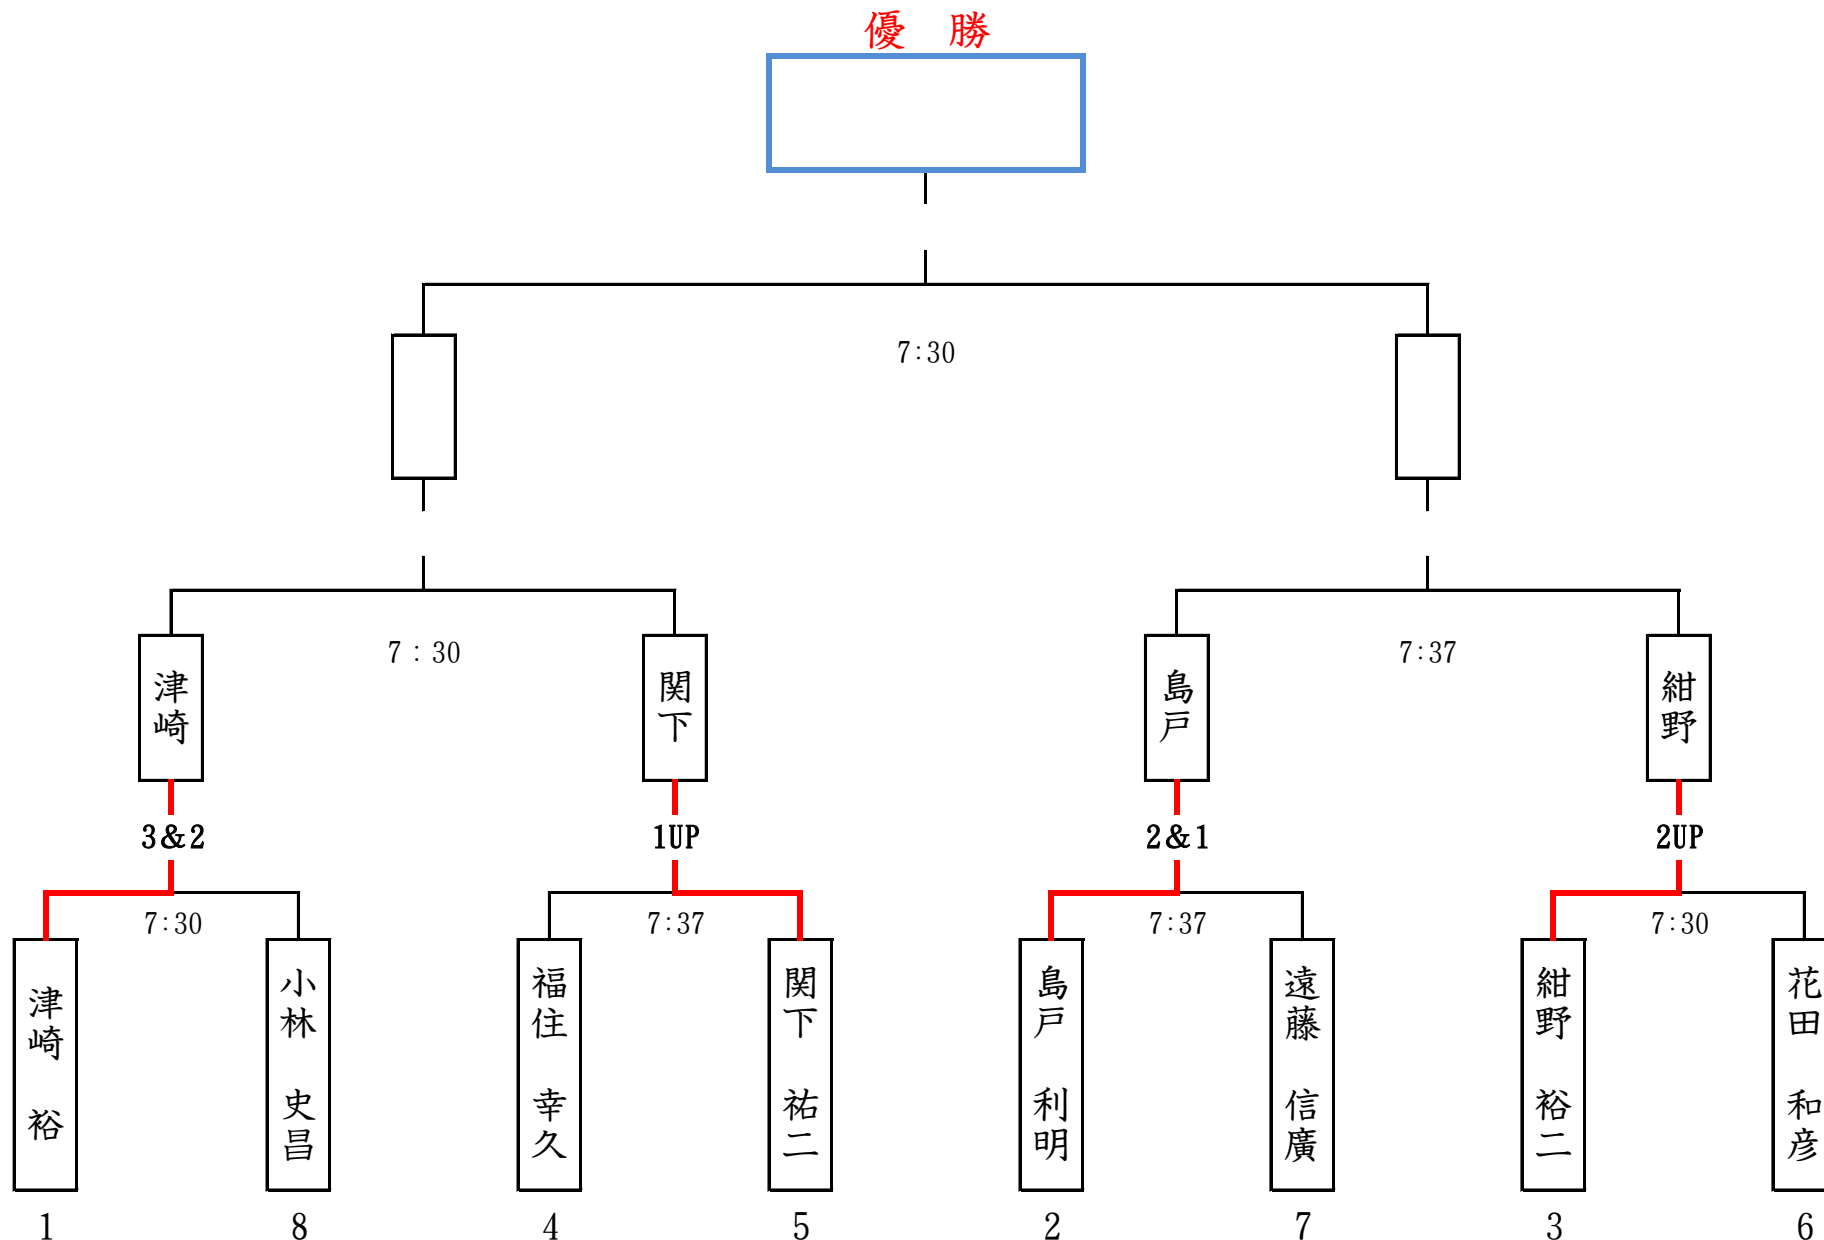 優　勝
7:30
7：30
7:37
津崎
関下
島戸
紺野
3&2
1UP
2&1
2UP
7:30
7:37
7:37
7:30
津崎　裕
小林　史昌
福住　幸久
関下　祐二
島戸　利明
遠藤　信廣
紺野　裕二
花田　和彦
1
8
4
5
2
7
3
6